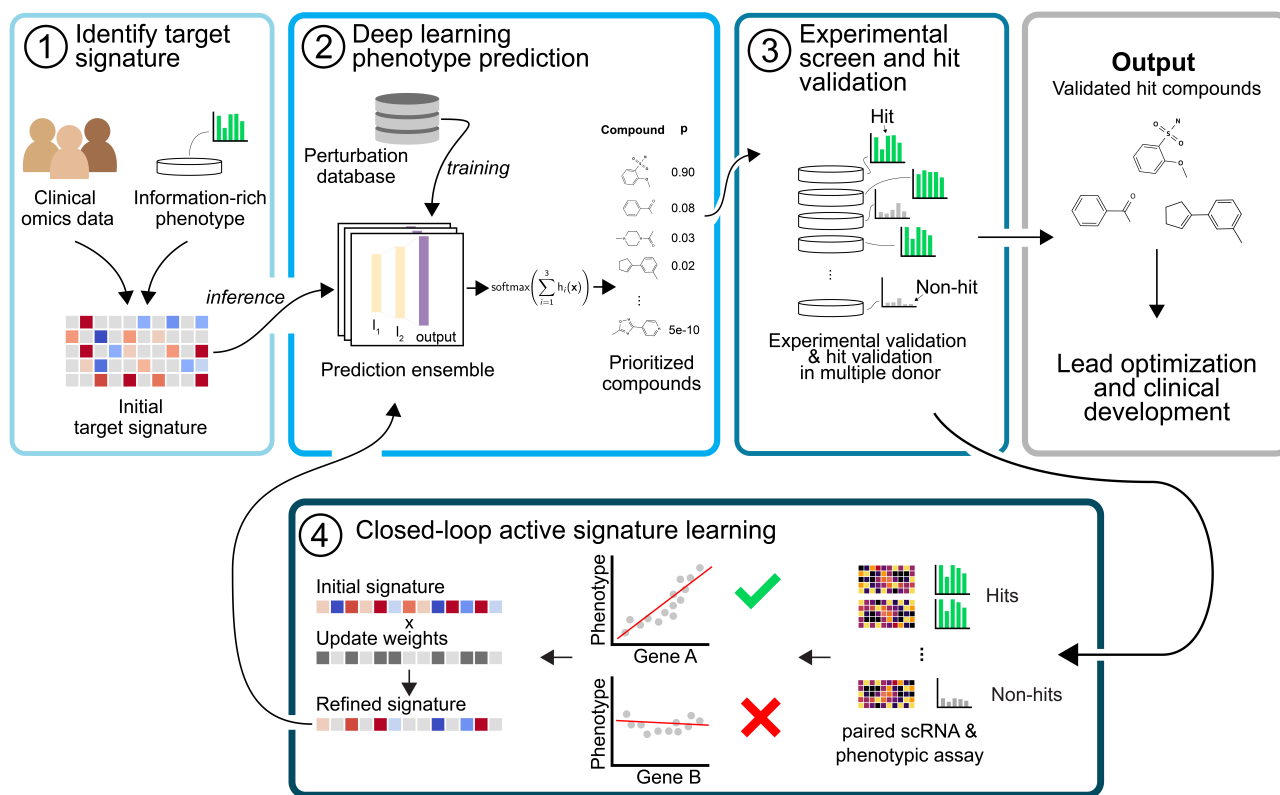 1
Identify target
signature
Clinical
omics data
Information-rich
phenotype
Initial
target signature
inference
2
Deep learning
phenotype prediction
Perturbation
database
training
l₁
l₂
output
Prediction ensemble
softmax(∑³ᵢ₌₁ hᵢ(x))
Compound p
0.90
0.08
0.03
0.02
⋮
5e-10
Prioritized
compounds
3
Experimental
screen and hit
validation
Hit
⋮
Non-hit
Experimental validation
& hit validation
in multiple donor
Output
Validated hit compounds
N
O
S
O
O
O
Lead optimization
and clinical
development
4
Closed-loop active signature learning
Initial signature
x
Update weights
Refined signature
Phenotype
Gene A
Phenotype
Gene B
Hits
⋮
Non-hits
paired scRNA &
phenotypic assay